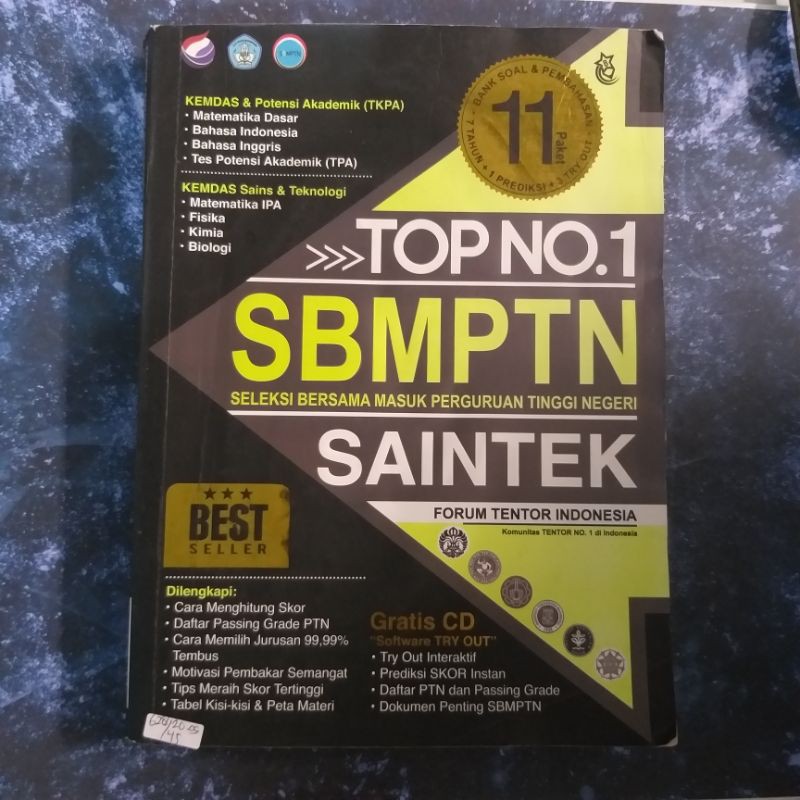 SBMPTN
KEMDAS & Potensi Akademik (TKPA)
• Matematika Dasar
• Bahasa Indonesia
• Bahasa Inggris
• Tes Potensi Akademik (TPA)
KEMDAS Sains & Teknologi
• Matematika IPA
• Fisika
• Kimia
• Biologi
BANK SOAL & PEMBAHASAN
11
Paket
7 TAHUN + 1 PREDIKSI + 3 TRY OUT
>>>TOP NO.1
SBMPTN
SELEKSI BERSAMA MASUK PERGURUAN TINGGI NEGERI
SAINTEK
FORUM TENTOR INDONESIA
Komunitas TENTOR NO. 1 di Indonesia
BEST
SELLER
Dilengkapi:
• Cara Menghitung Skor
• Daftar Passing Grade PTN
• Cara Memilih Jurusan 99,99%
Tembus
• Motivasi Pembakar Semangat
• Tips Meraih Skor Tertinggi
• Tabel Kisi-kisi & Peta Materi
Gratis CD
"Software TRY OUT"
• Try Out Interaktif
• Prediksi SKOR Instan
• Daftar PTN dan Passing Grade
• Dokumen Penting SBMPTN
/45